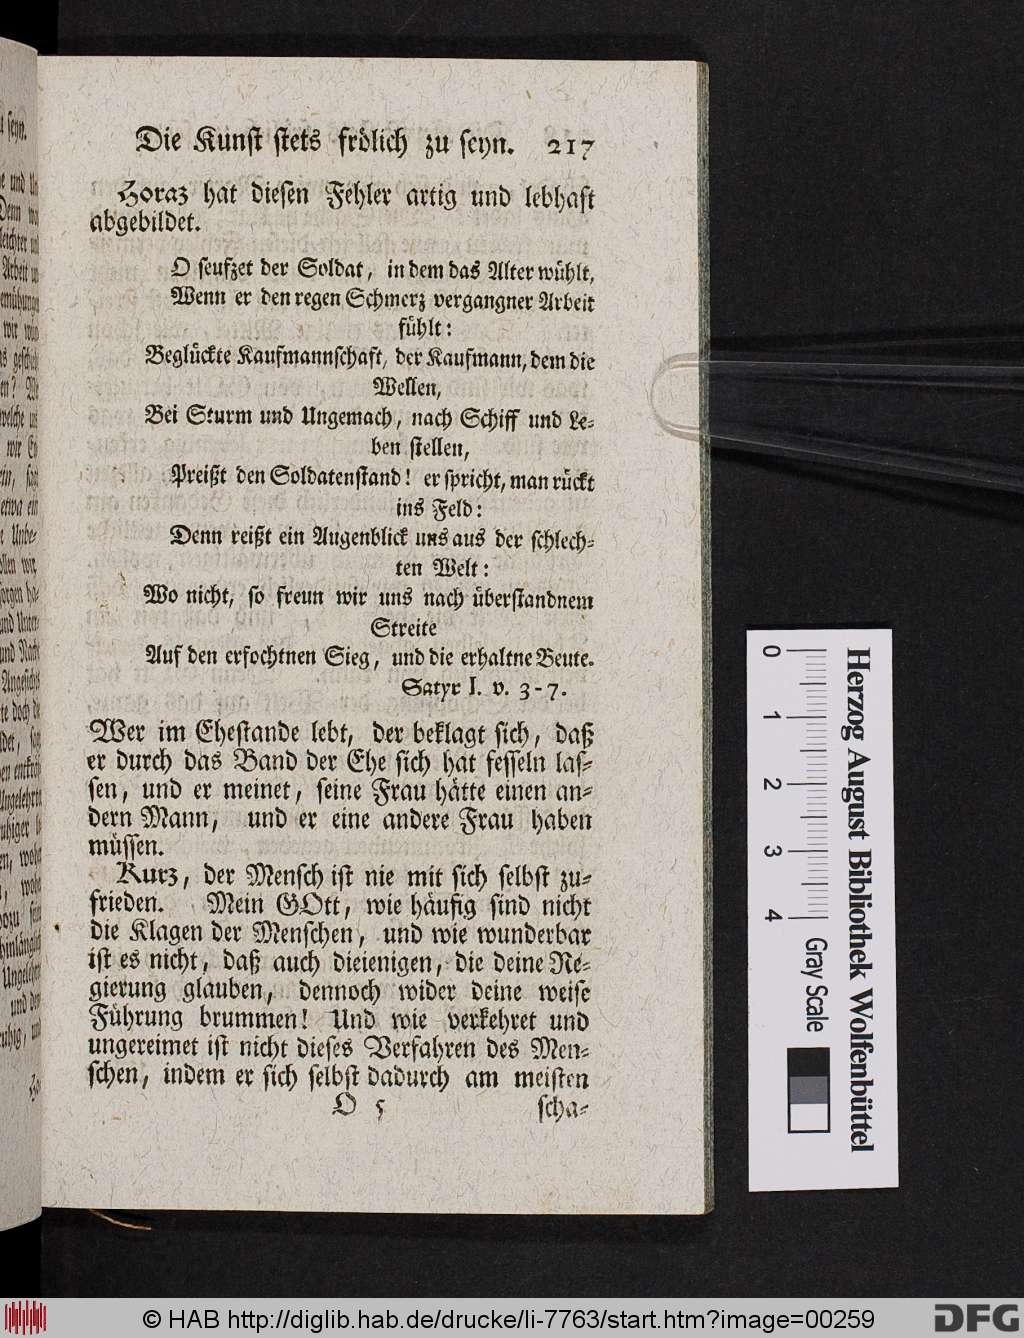 Die Kunst stets frölich zu seyn. 217
Horaz hat diesen Fehler artig und lebhaft
abgebildet.
O seufzet der Soldat, in dem das Alter wühlt,
Wenn er den regen Schmerz vergangner Arbeit
fühlt:
Beglückte Kaufmannschaft, der Kaufmann, dem die
Wellen,
Bei Sturm und Ungemach, nach Schiff und Le-
ben stellen,
Preißt den Soldatenstand! er spricht, man rückt
ins Feld:
Denn reißt ein Augenblick uns aus der schlech-
ten Welt:
Wo nicht, so freun wir uns nach überstandnem
Streite
Auf den erfochtnen Sieg, und die erhaltne Beute.
Satyr I. v. 3-7.
Wer im Ehestande lebt, der beklagt sich, daß
er durch das Band der Ehe sich hat fesseln las-
sen, und er meinet, seine Frau hätte einen an-
dern Mann, und er eine andere Frau haben
müssen.
Kurz, der Mensch ist nie mit sich selbst zu-
frieden. Mein GOtt, wie häufig sind nicht
die Klagen der Menschen, und wie wunderbar
ist es nicht, daß auch dieienigen, die deine Re-
gierung glauben, dennoch wider deine weise
Führung brummen! Und wie verkehret und
ungereimet ist nicht dieses Verfahren des Men-
schen, indem er sich selbst dadurch am meisten
O 5 scha-
0 1 2 3 4
Gray Scale
Herzog August Bibliothek Wolfenbüttel
© HAB http://diglib.hab.de/drucke/li-7763/start.htm?image=00259
DFG